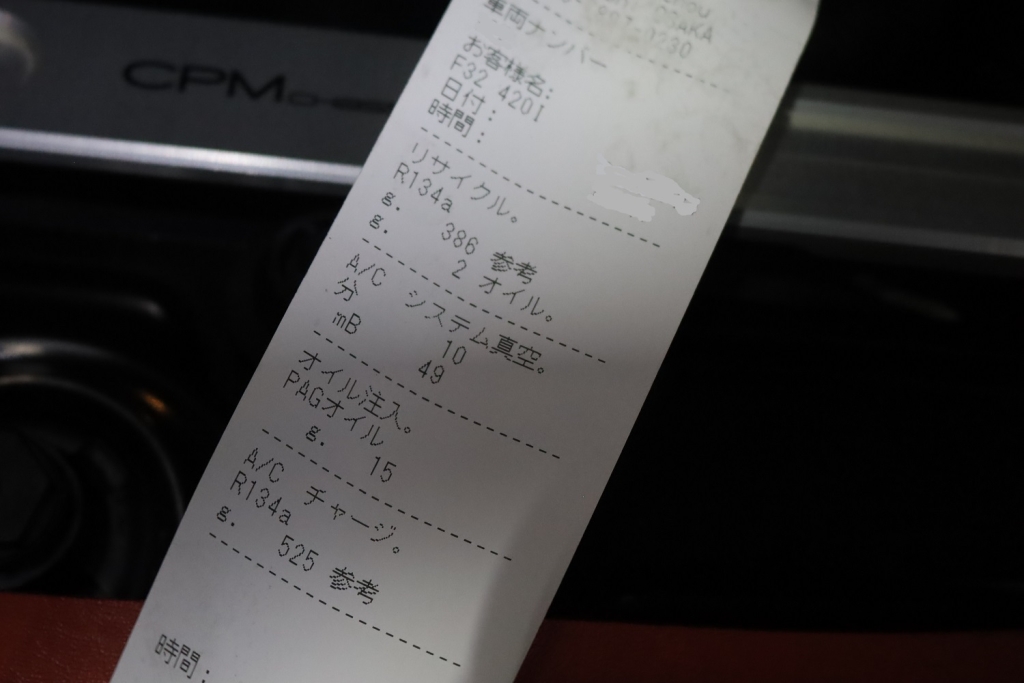 CPM
OSAKA
0230
車両ナンバー
お客様名:
F32 420I
日付:
時間:
リサイクル。
R134a
g. 386 参考
g. 2 オイル。
A/C システム真空。
分 10
mB 49
オイル注入。
PAGオイル
g. 15
A/C チャージ。
R134a
g. 525 参考
時間: